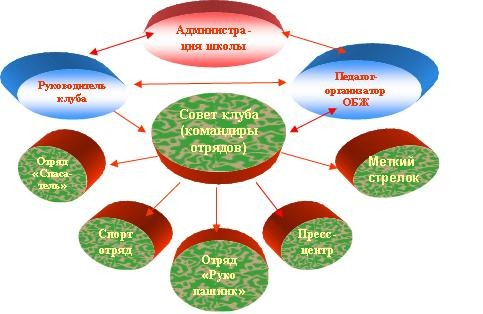 Администра-
ция школы
Руководитель
клуба
Педагог-
организатор
ОБЖ
Совет клуба
(командиры
отрядов)
Отряд
«Спаса-
тель»
Меткий
стрелок
Спорт
отряд
Отряд
«Руко
пашник»
Пресс-
центр